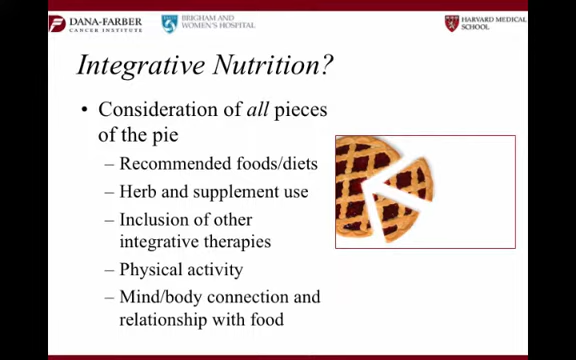 DANA-FARBER
CANCER INSTITUTE
BRIGHAM AND
WOMEN'S HOSPITAL
HARVARD MEDICAL
SCHOOL
Integrative Nutrition?
• Consideration of all pieces
of the pie
– Recommended foods/diets
– Herb and supplement use
– Inclusion of other
integrative therapies
– Physical activity
– Mind/body connection and
relationship with food